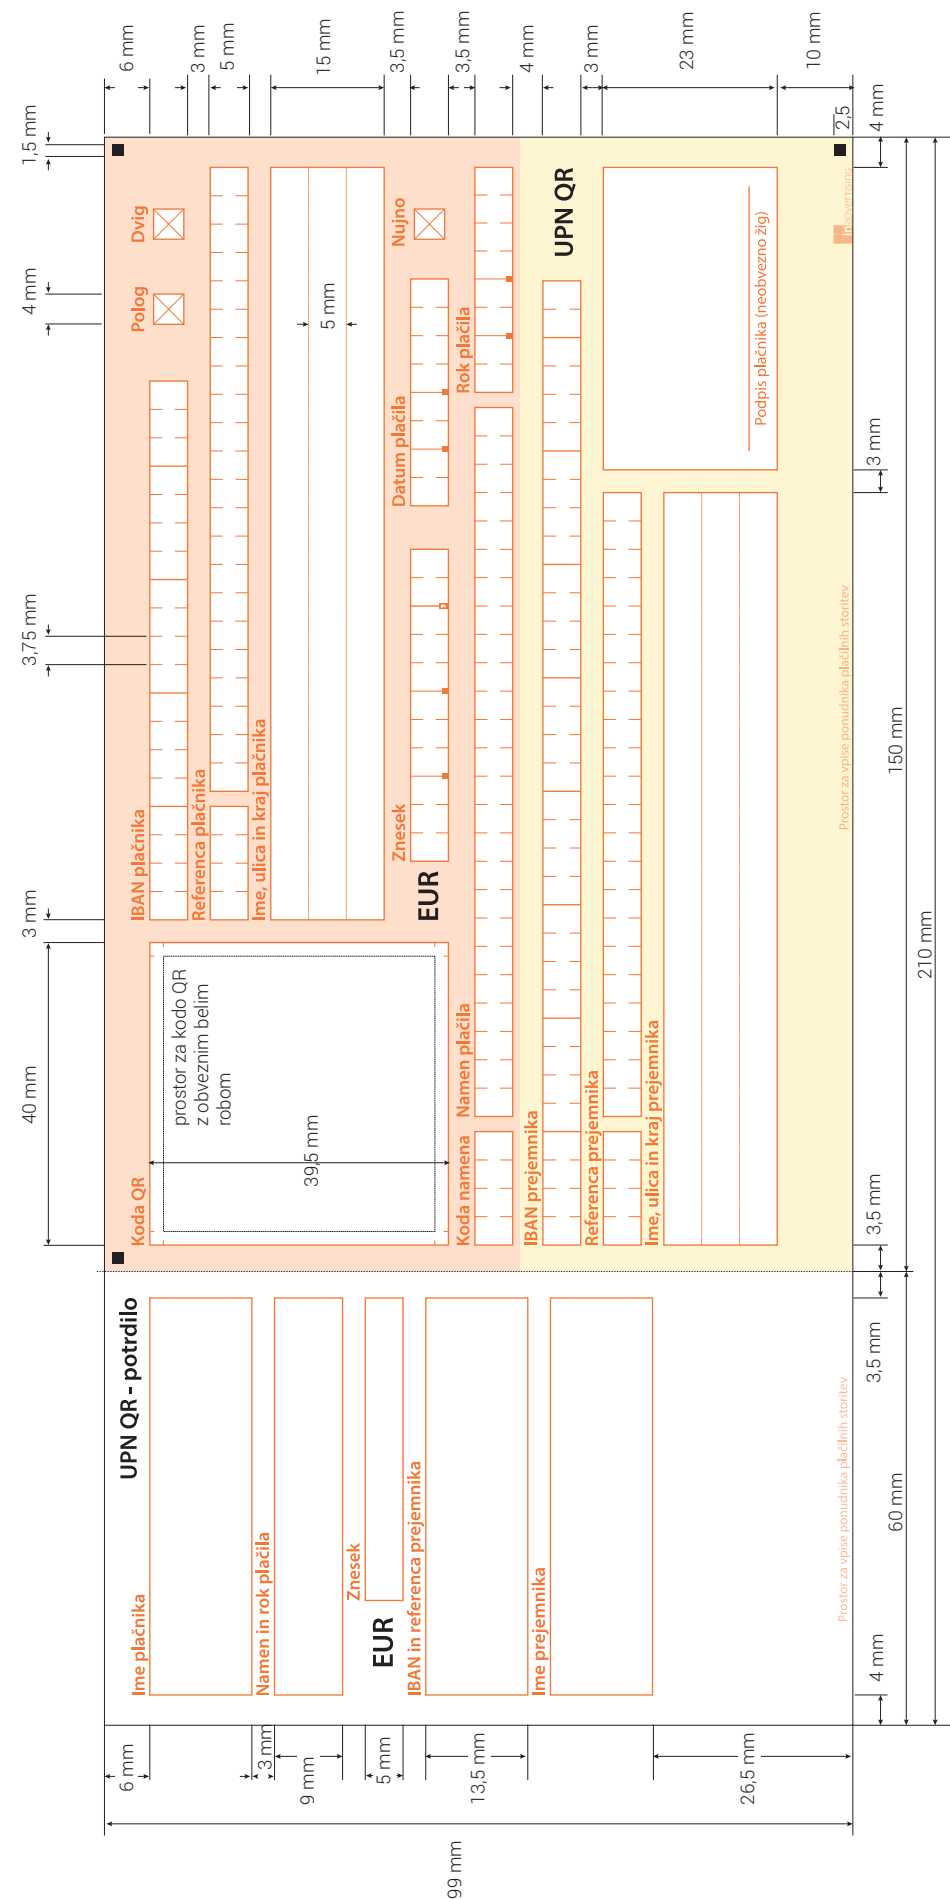 UPN QR - potrdilo
Ime plačnika
Namen in rok plačila
Znesek
EUR
IBAN in referenca prejemnika
Ime prejemnika
Prostor za vpise ponudnika plačilnih storitev
6 mm
3 mm
9 mm
5 mm
13,5 mm
26,5 mm
99 mm
4 mm
60 mm
3,5 mm
40 mm
3 mm
3,75 mm
4 mm
1,5 mm
Koda QR
prostor za kodo QR
z obveznim belim
robom
39,5 mm
IBAN plačnika
Polog
Dvig
Referenca plačnika
Ime, ulica in kraj plačnika
5 mm
EUR
Znesek
Datum plačila
Nujno
Koda namena
Namen plačila
Rok plačila
IBAN prejemnika
UPN QR
Referenca prejemnika
Ime, ulica in kraj prejemnika
Podpis plačnika (neobvezno žig)
Prostor za vpise ponudnika plačilnih storitev
advertising
6 mm
3 mm
5 mm
15 mm
3,5 mm
3,5 mm
4 mm
3 mm
23 mm
10 mm
2,5
3,5 mm
3 mm
4 mm
150 mm
210 mm